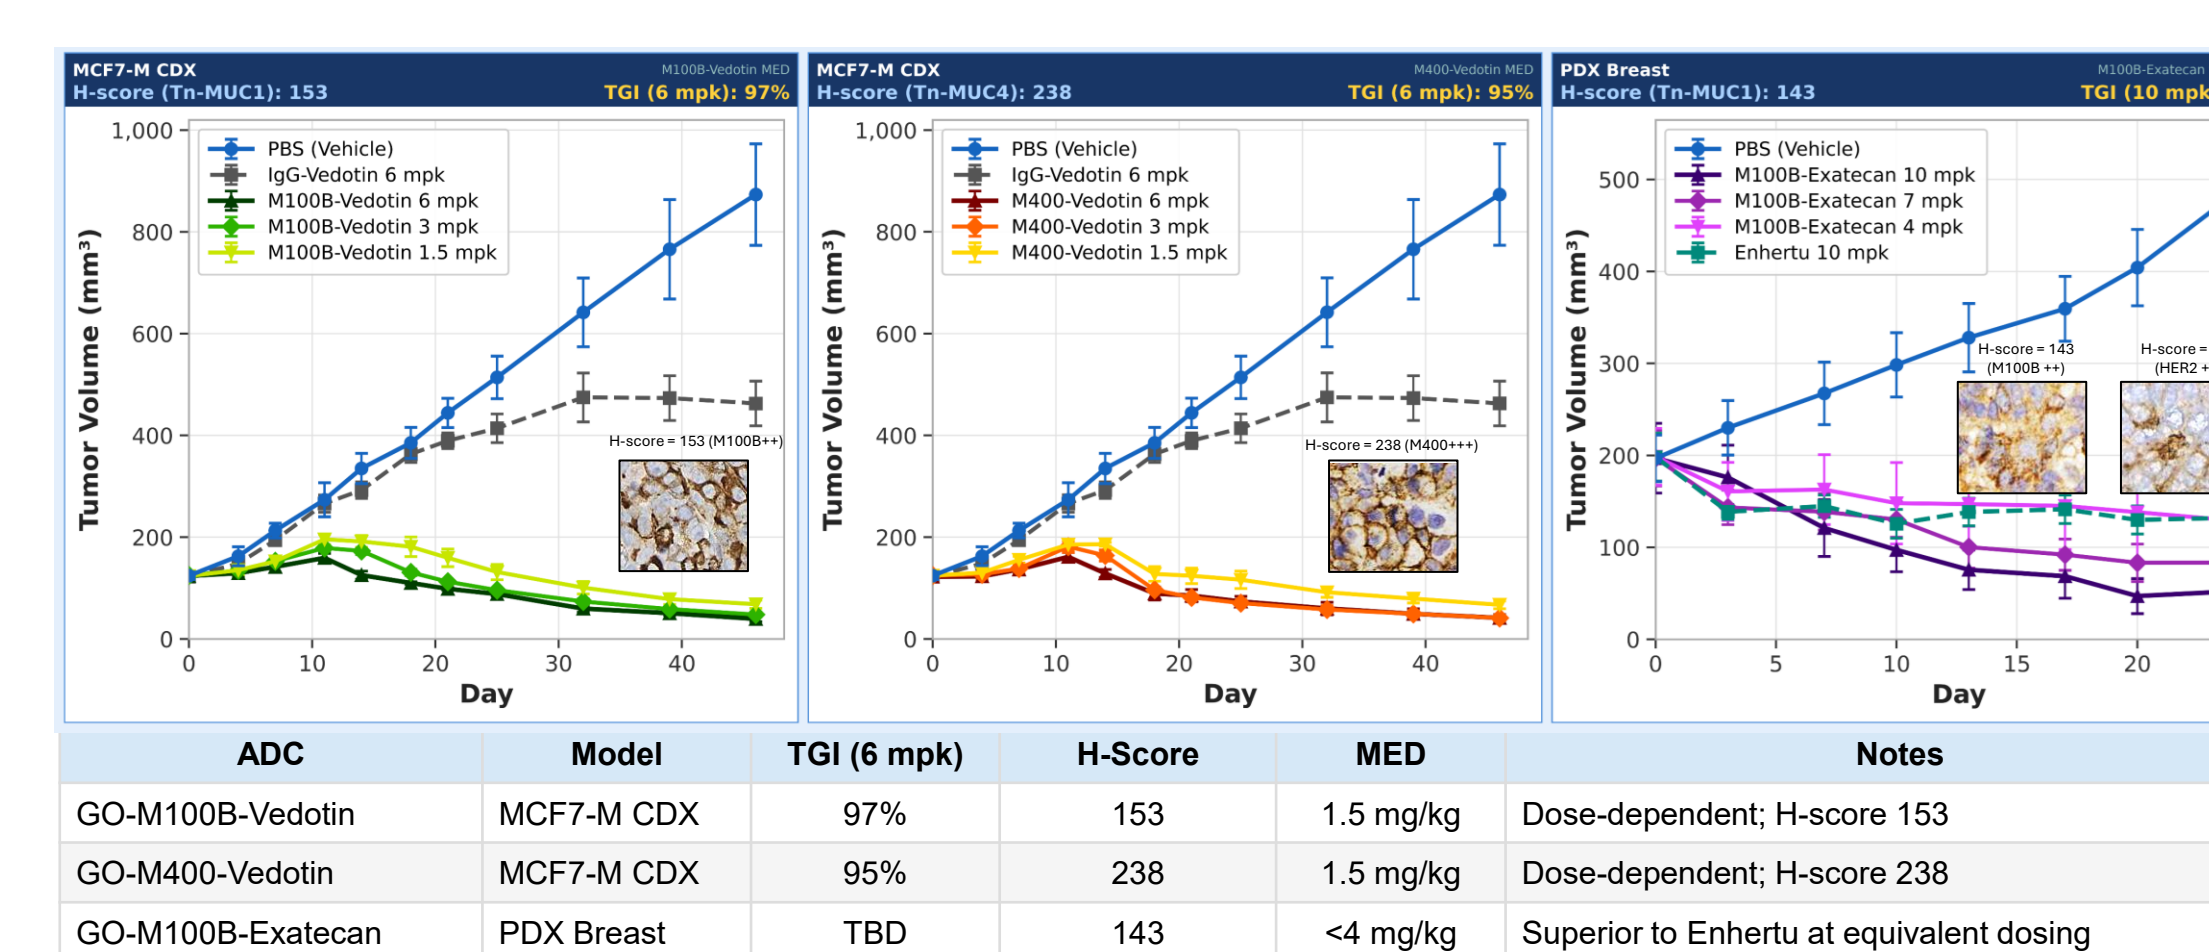 MCF7-M CDX
M100B-Vedotin MED
H-score (Tn-MUC1): 153
TGI (6 mpk): 97%
1,000
800
600
400
200
0
Tumor Volume (mm³)
PBS (Vehicle)
IgG-Vedotin 6 mpk
M100B-Vedotin 6 mpk
M100B-Vedotin 3 mpk
M100B-Vedotin 1.5 mpk
H-score = 153 (M100B++)
0 10 20 30 40
Day
MCF7-M CDX
M400-Vedotin MED
H-score (Tn-MUC4): 238
TGI (6 mpk): 95%
1,000
800
600
400
200
0
Tumor Volume (mm³)
PBS (Vehicle)
IgG-Vedotin 6 mpk
M400-Vedotin 6 mpk
M400-Vedotin 3 mpk
M400-Vedotin 1.5 mpk
H-score = 238 (M400+++)
0 10 20 30 40
Day
PDX Breast
M100B-Exatecan
H-score (Tn-MUC1): 143
TGI (10 mpk
500
400
300
200
100
0
Tumor Volume (mm³)
PBS (Vehicle)
M100B-Exatecan 10 mpk
M100B-Exatecan 7 mpk
M100B-Exatecan 4 mpk
Enhertu 10 mpk
H-score = 143
(M100B ++)
H-score =
(HER2 +
0 5 10 15 20
Day
ADC Model TGI (6 mpk) H-Score MED Notes
GO-M100B-Vedotin MCF7-M CDX 97% 153 1.5 mg/kg Dose-dependent; H-score 153
GO-M400-Vedotin MCF7-M CDX 95% 238 1.5 mg/kg Dose-dependent; H-score 238
GO-M100B-Exatecan PDX Breast TBD 143 <4 mg/kg Superior to Enhertu at equivalent dosing